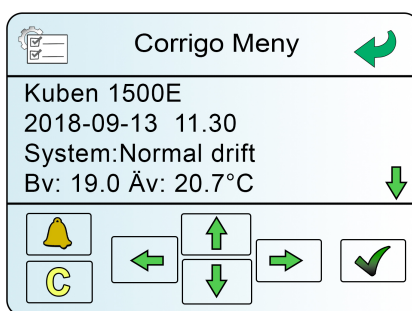 Corrigo Meny
Kuben 1500E
2018-09-13  11.30
System:Normal drift
Bv: 19.0 Äv: 20.7°C
C